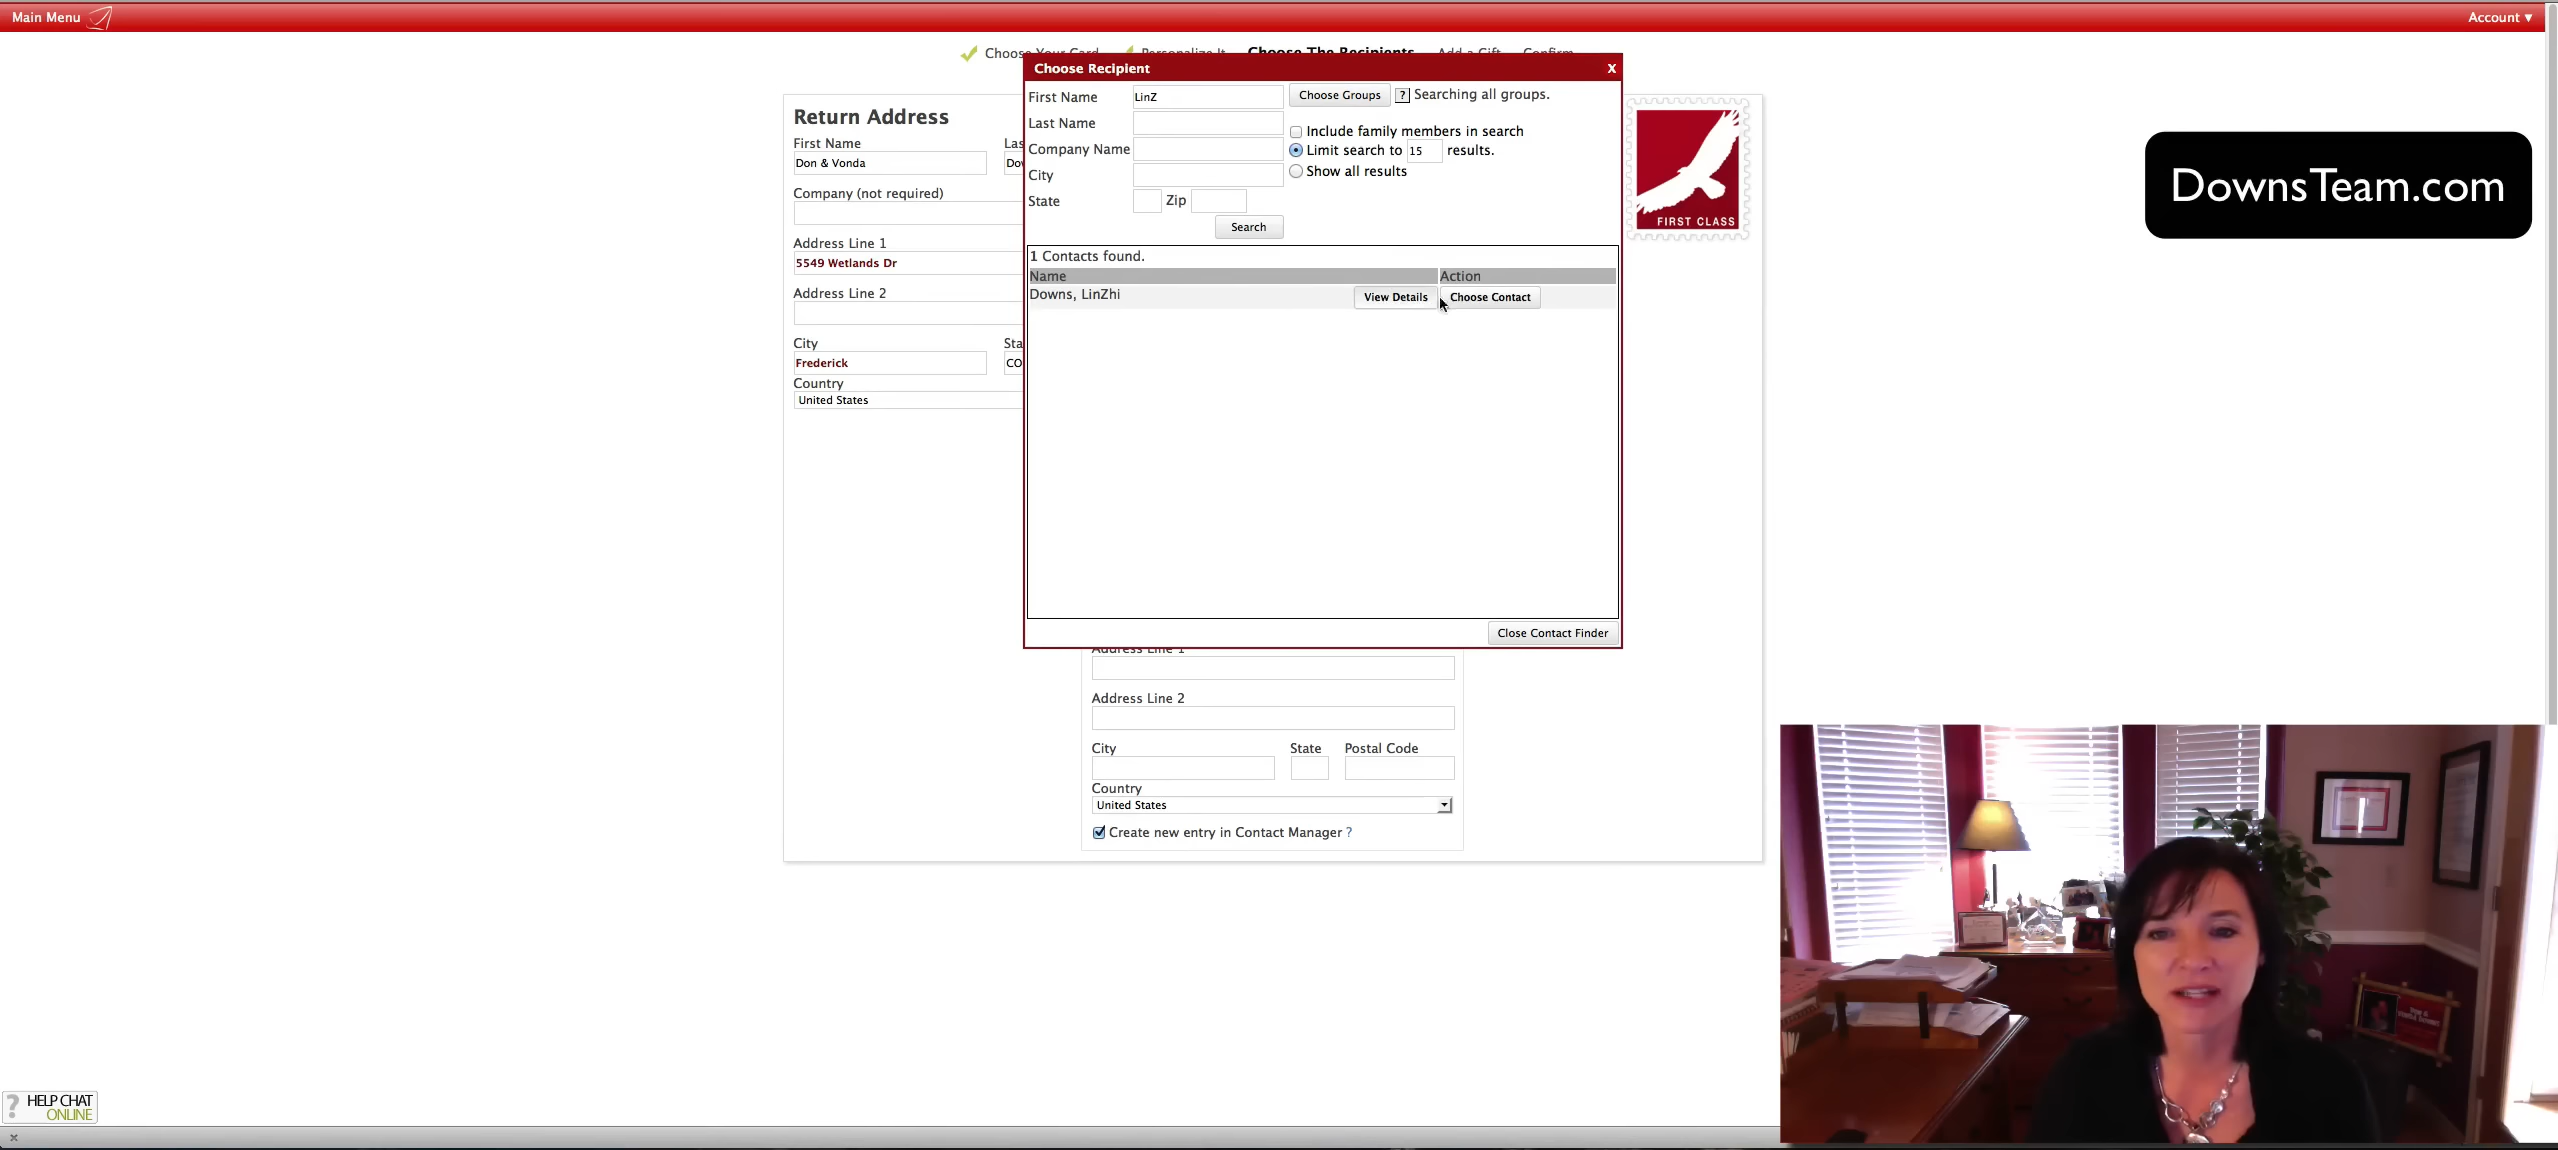 Main Menu
Account ▼
Choose Your Card
Personalize It
Choose The Recipients
Add a Gift
Confirm
Choose Recipient
X
First Name
LinZ
Choose Groups
?
Searching all groups.
Last Name
Company Name
City
State
Zip
Include family members in search
Limit search to 15 results.
Show all results
Search
1 Contacts found.
Name
Action
Downs, LinZhi
View Details
Choose Contact
Close Contact Finder
Return Address
First Name
Don & Vonda
Company (not required)
Address Line 1
5549 Wetlands Dr
Address Line 2
City
Frederick
CO
Country
United States
FIRST CLASS
DownsTeam.com
Address Line 1
Address Line 2
City
State
Postal Code
Country
United States
Create new entry in Contact Manager ?
? HELP CHAT
ONLINE